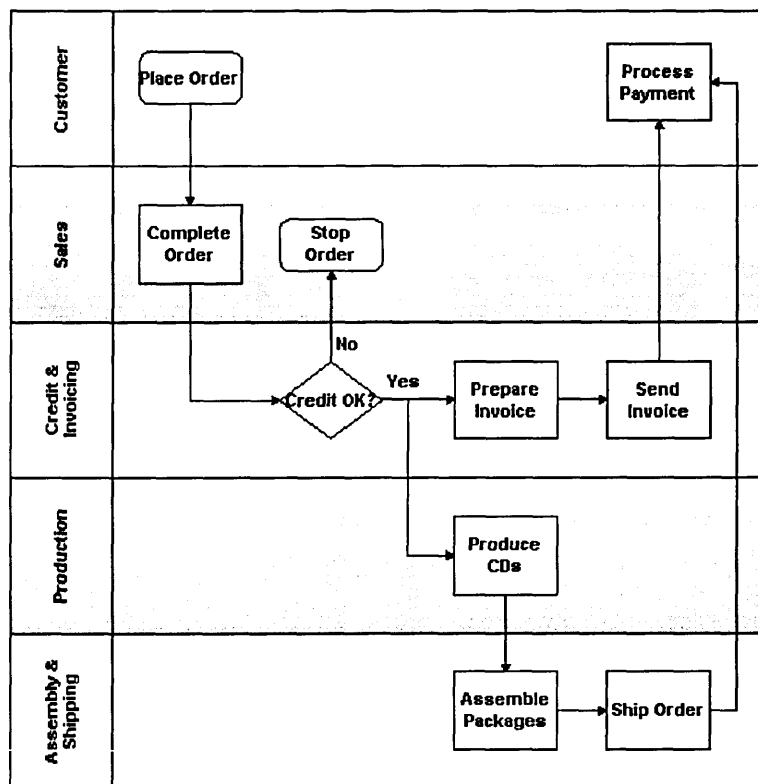 Customer
Place Order
Process
Payment
Sales
Complete
Order
Stop
Order
Credit &
Invoicing
No
Yes
Credit OK?
Prepare
Invoice
Send
Invoice
Production
Produce
CDs
Assembly &
Shipping
Assemble
Packages
Ship Order